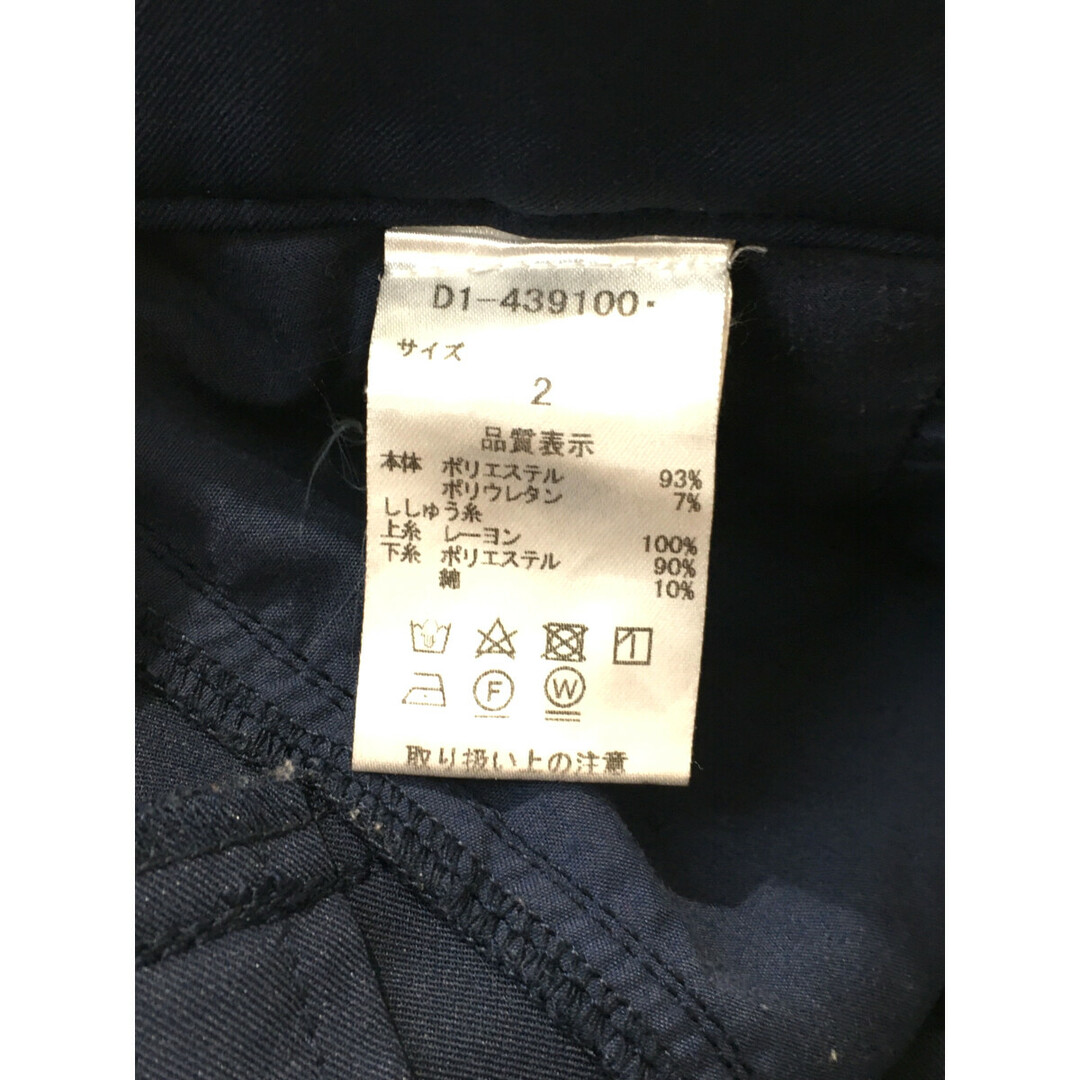 D1-439100
サイズ
2
品質表示
本体 ポリエステル 93%
ポリウレタン 7%
ししゅう糸
上糸 レーヨン 100%
下糸 ポリエステル 90%
綿 10%
F W
取り扱い上の注意